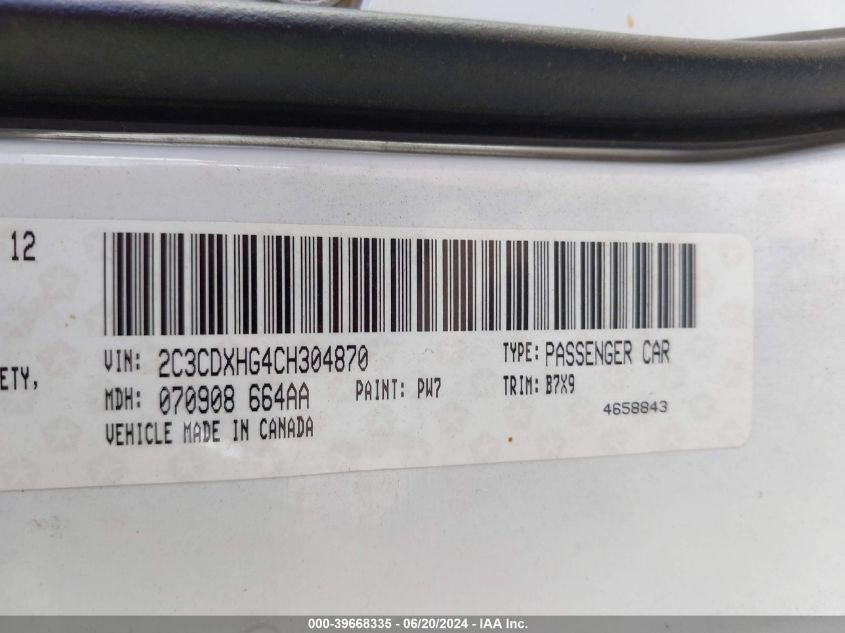 12
VIN: 2C3CDXHG4CH304870
TYPE: PASSENGER CAR
ETY,
MDH: 070908 664AA
PAINT: PW7
TRIM: B7X9
4658843
VEHICLE MADE IN CANADA
000-39668335 - 06/20/2024 - IAA Inc.